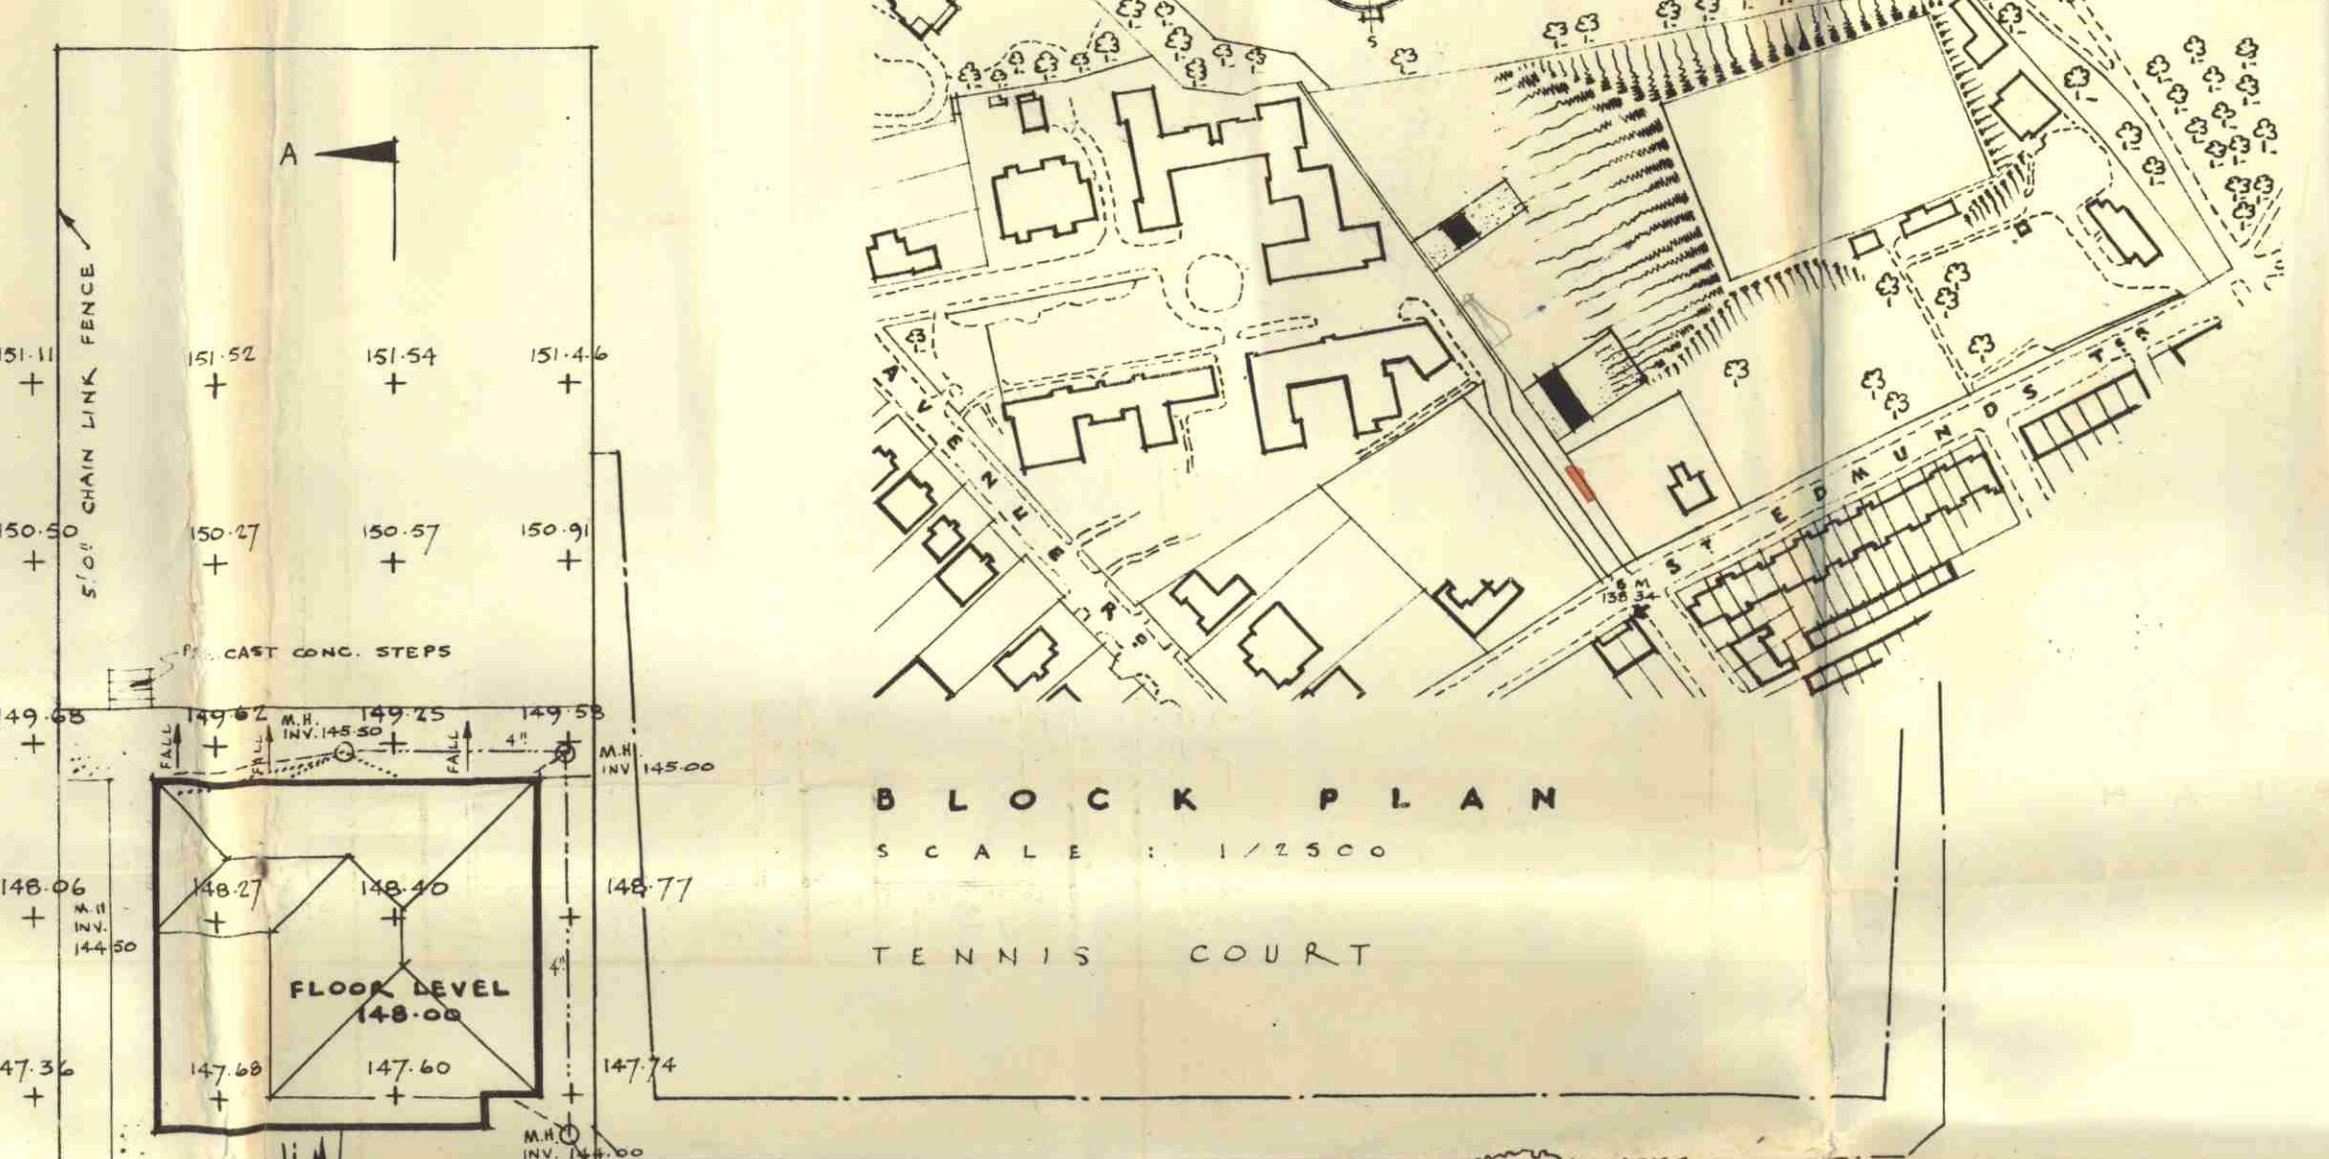 S
A
5'0" CHAIN LINK FENCE
151.11
151.52
151.54
151.46
150.50
150.27
150.57
150.91
CAST CONC. STEPS
149.68
149.62
149.25
149.58
M.H.
INV. 145.50
4"
FALL
FALL
FALL
M.H.
INV 145.00
148.06
148.27
148.40
148.77
M.H
INV.
144.50
4"
FLOOR LEVEL
148.00
47.36
147.68
147.60
147.74
M.H.
INV. 144.00
AVENUE RD
ST EDMUNDS TER
B M
138.34
BLOCK PLAN
SCALE : 1/2500
TENNIS COURT